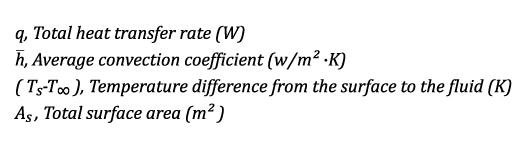 q, Total heat transfer rate (W)
h̅, Average convection coefficient (w/m² ·K)
( Ts-T∞ ), Temperature difference from the surface to the fluid (K)
As, Total surface area (m² )